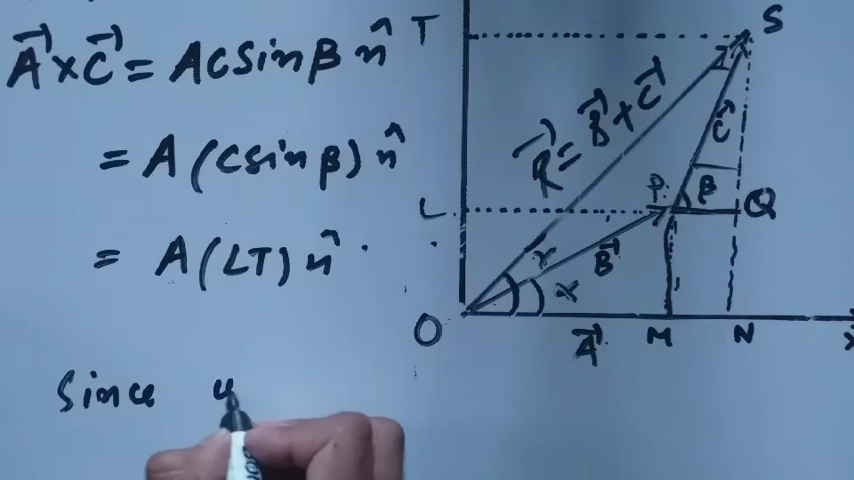 A⃗ × C⃗ = AC Sin β n̂
= A (C sin β) n̂
= A (LT) n̂
Since
T
S
R⃗ = B⃗ + C⃗
C⃗
L
P
β
Q
γ
B⃗
α
O
A⃗
M
N